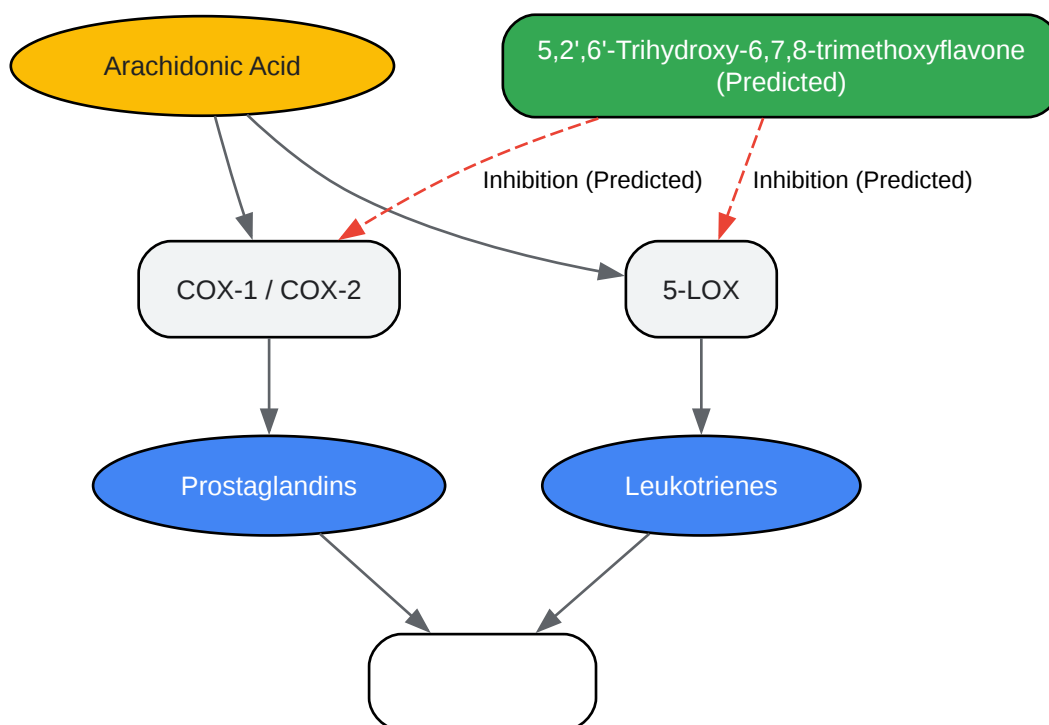 Arachidonic Acid
5,2',6'-Trihydroxy-6,7,8-trimethoxyflavone
(Predicted)
Inhibition (Predicted)
Inhibition (Predicted)
COX-1 / COX-2
5-LOX
Prostaglandins
Leukotrienes